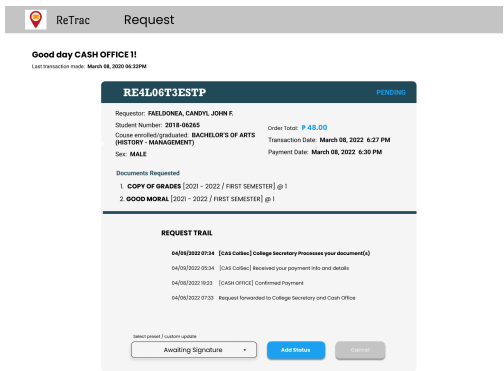 ReTrac Request
Good day CASH OFFICE 1!
Last transaction made: March 08, 2020 06:32PM
RE4L06T3ESTP PENDING
Requestor: FAELDONEA, CANDYL JOHN F.
Student Number: 2018-06265
Couse enrolled/graduated: BACHELOR'S OF ARTS
(HISTORY - MANAGEMENT)
Sex: MALE
Order Total: ₱ 48.00
Transaction Date: March 08, 2022 6:27 PM
Payment Date: March 08, 2022 6:30 PM
Documents Requested
1. COPY OF GRADES [2021 - 2022 / FIRST SEMESTER] @ 1
2. GOOD MORAL [2021 - 2022 / FIRST SEMESTER] @ 1
REQUEST TRAIL
04/09/2022 07:34 [CAS ColSec] College Secretary Processes your document(s)
04/09/2022 05:34 [CAS ColSec] Received your payment info and details
04/08/2022 19:23 [CASH OFFICE] Confirmed Payment
04/08/2022 07:33 Request forwarded to College Secretary and Cash Office
Select preset / custom update
Awaiting Signature Add Status Cancel